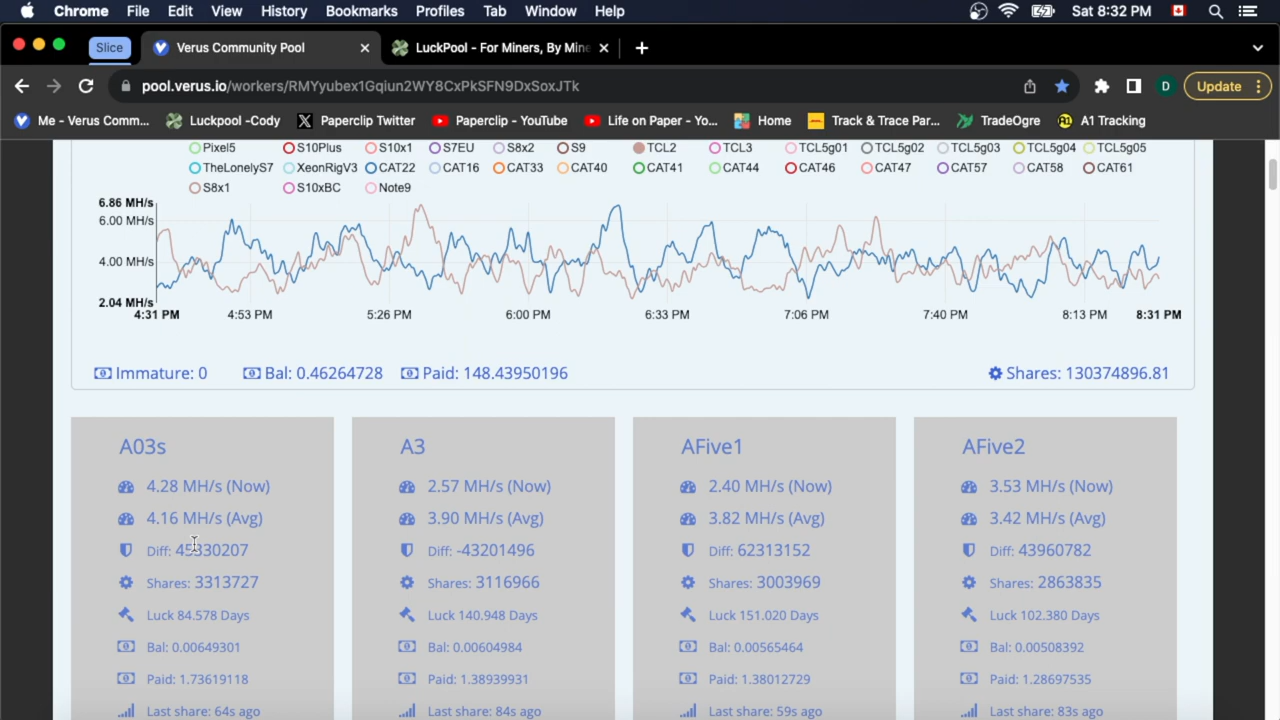 Chrome File Edit View History Bookmarks Profiles Tab Window Help Sat 8:32 PM
Slice Verus Community Pool LuckPool - For Miners, By Mine
pool.verus.io/workers/RMYyubex1Gqiun2WY8CxPkSFN9DxSoxJTk D Update
Me - Verus Comm... Luckpool -Cody Paperclip Twitter Paperclip - YouTube Life on Paper - Yo... Home Track & Trace Par... TradeOgre A1 Tracking
Pixel5 S10Plus S10x1 S7EU S8x2 S9 TCL2 TCL3 TCL5g01 TCL5g02 TCL5g03 TCL5g04 TCL5g05
TheLonelyS7 XeonRigV3 CAT22 CAT16 CAT33 CAT40 CAT41 CAT44 CAT46 CAT47 CAT57 CAT58 CAT61
S8x1 S10xBC Note9
6.86 MH/s
6.00 MH/s
4.00 MH/s
2.04 MH/s
4:31 PM 4:53 PM 5:26 PM 6:00 PM 6:33 PM 7:06 PM 7:40 PM 8:13 PM 8:31 PM
Immature: 0 Bal: 0.46264728 Paid: 148.43950196 Shares: 130374896.81
A03s
4.28 MH/s (Now)
4.16 MH/s (Avg)
Diff: 45330207
Shares: 3313727
Luck 84.578 Days
Bal: 0.00649301
Paid: 1.73619118
Last share: 64s ago
A3
2.57 MH/s (Now)
3.90 MH/s (Avg)
Diff: -43201496
Shares: 3116966
Luck 140.948 Days
Bal: 0.00604984
Paid: 1.38939931
Last share: 84s ago
AFive1
2.40 MH/s (Now)
3.82 MH/s (Avg)
Diff: 62313152
Shares: 3003969
Luck 151.020 Days
Bal: 0.00565464
Paid: 1.38012729
Last share: 59s ago
AFive2
3.53 MH/s (Now)
3.42 MH/s (Avg)
Diff: 43960782
Shares: 2863835
Luck 102.380 Days
Bal: 0.00508392
Paid: 1.28697535
Last share: 83s ago